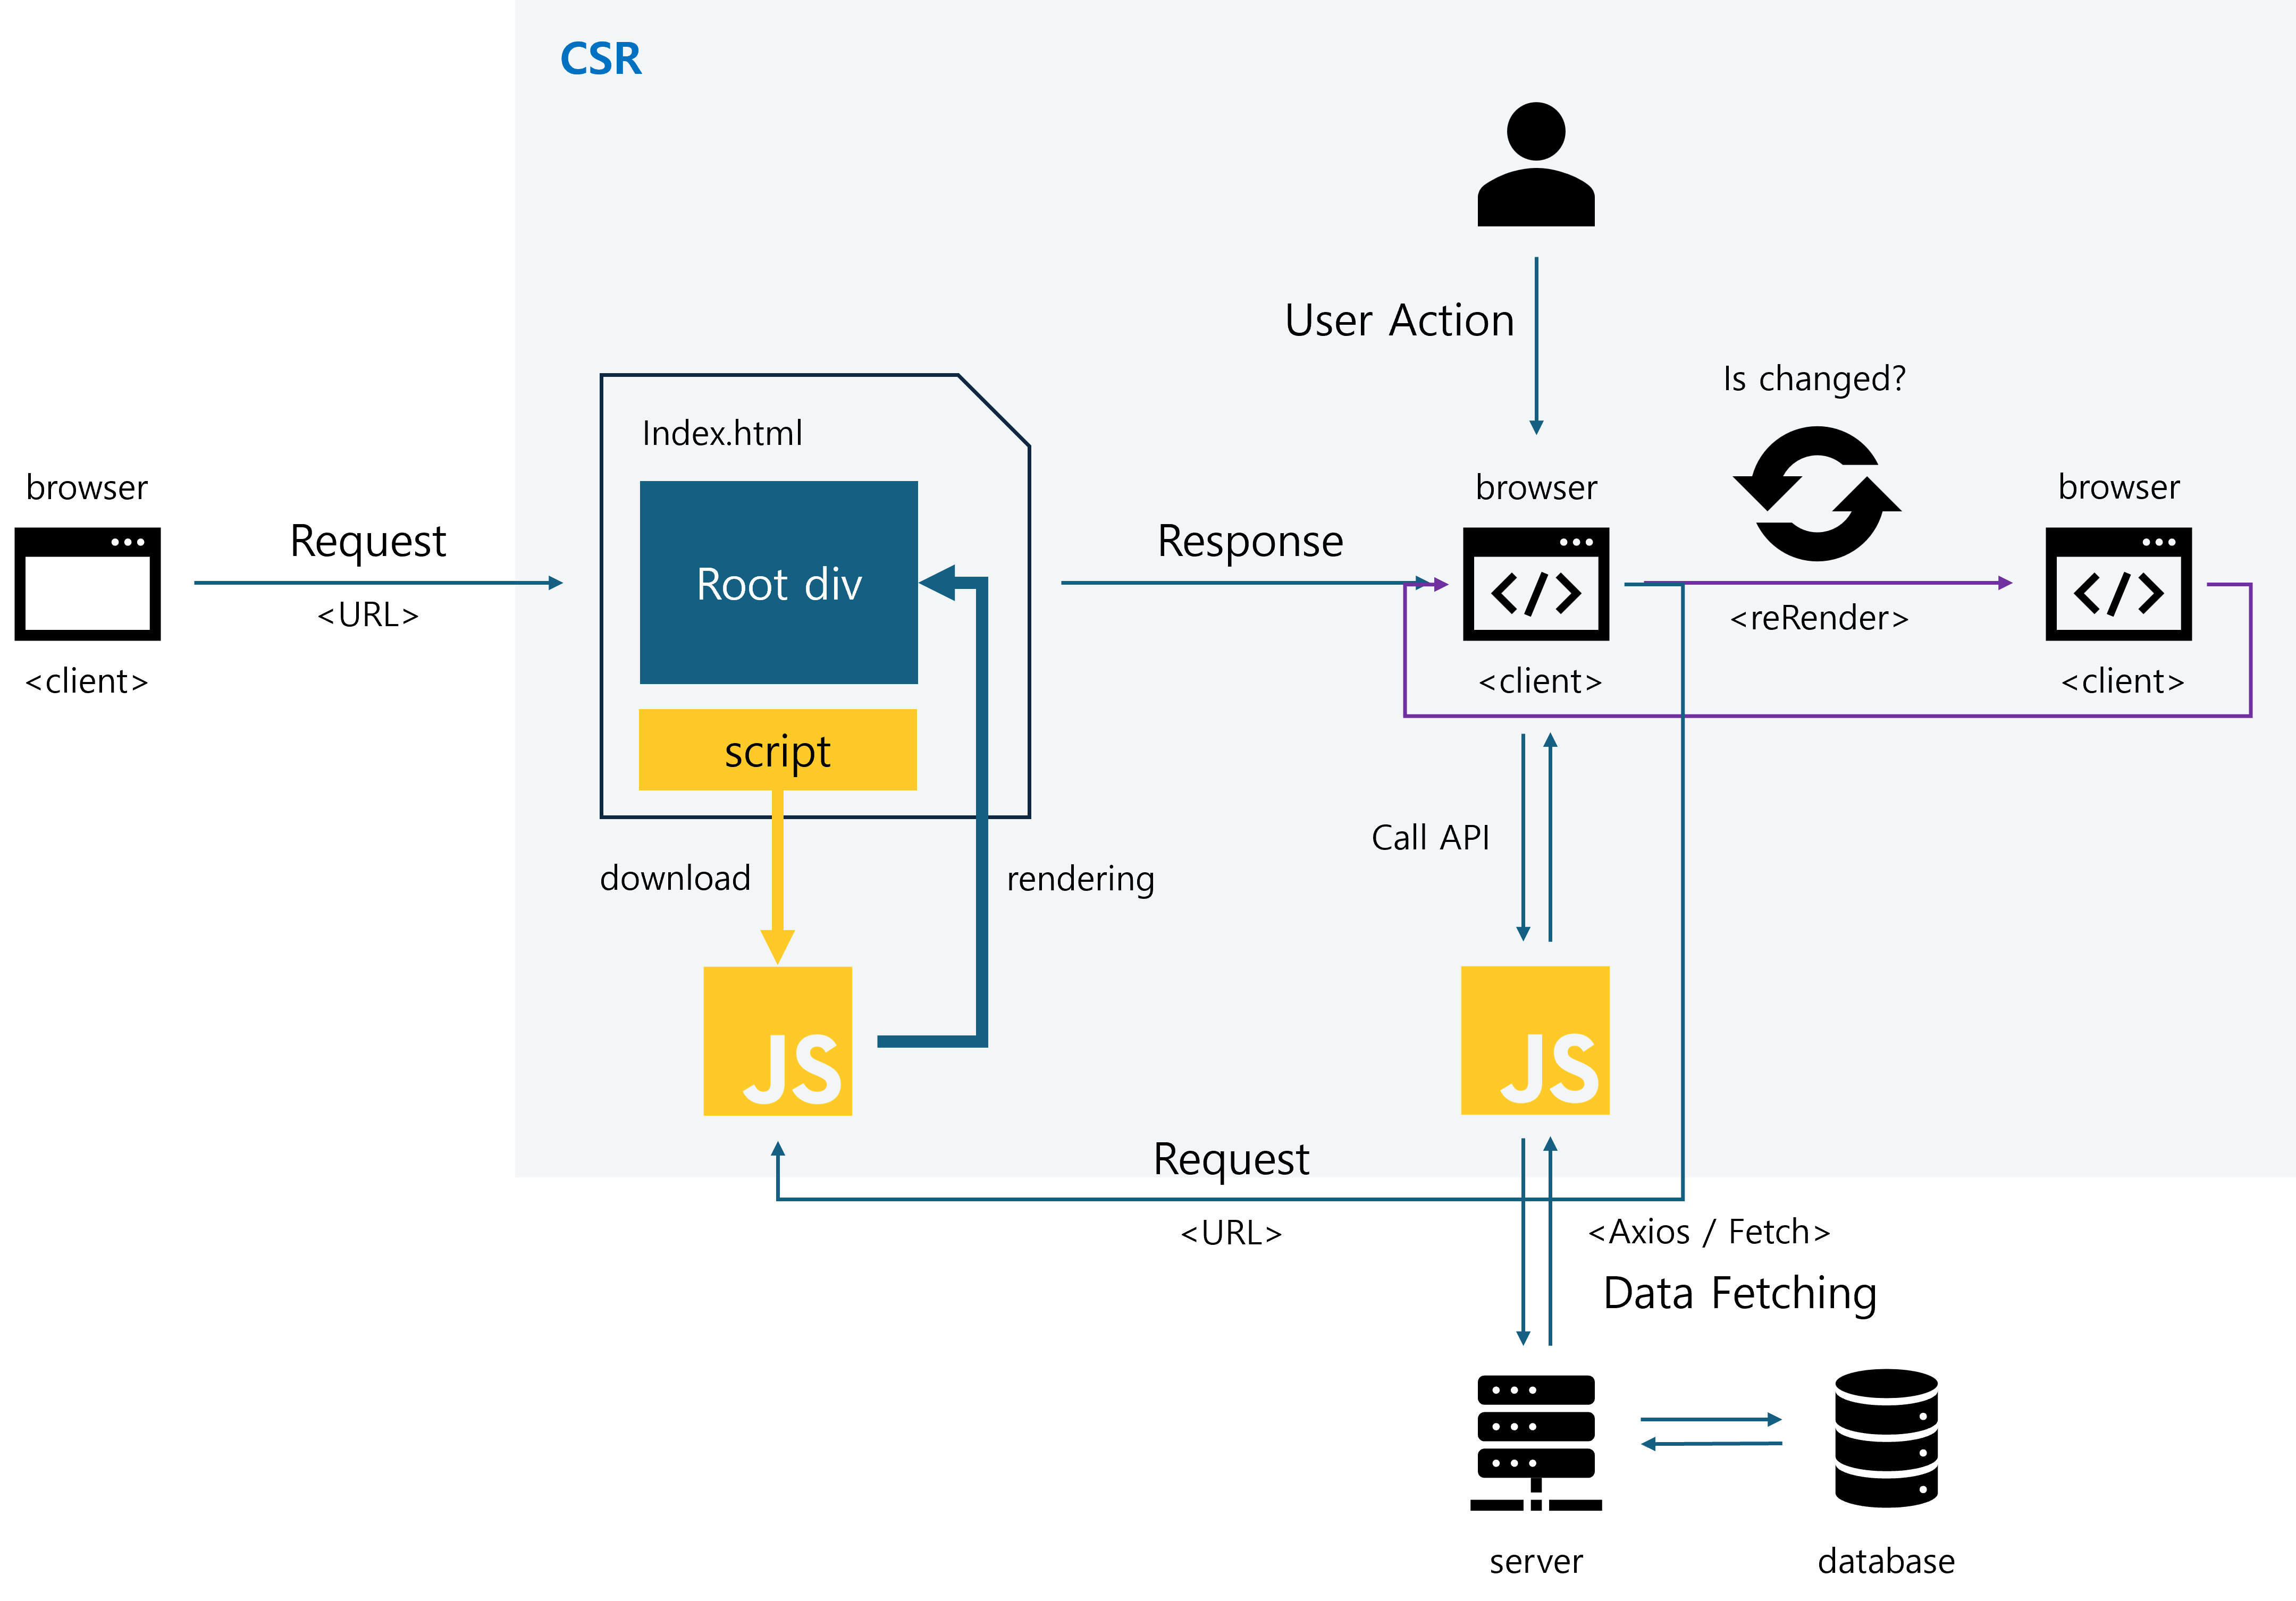 CSR
User Action
Is changed?
Index.html
browser
browser
browser
Request
Response
Root div
<URL>
<reRender>
<client>
<client>
<client>
script
Call API
download
rendering
JS
JS
Request
<URL>
<Axios / Fetch>
Data Fetching
server
database